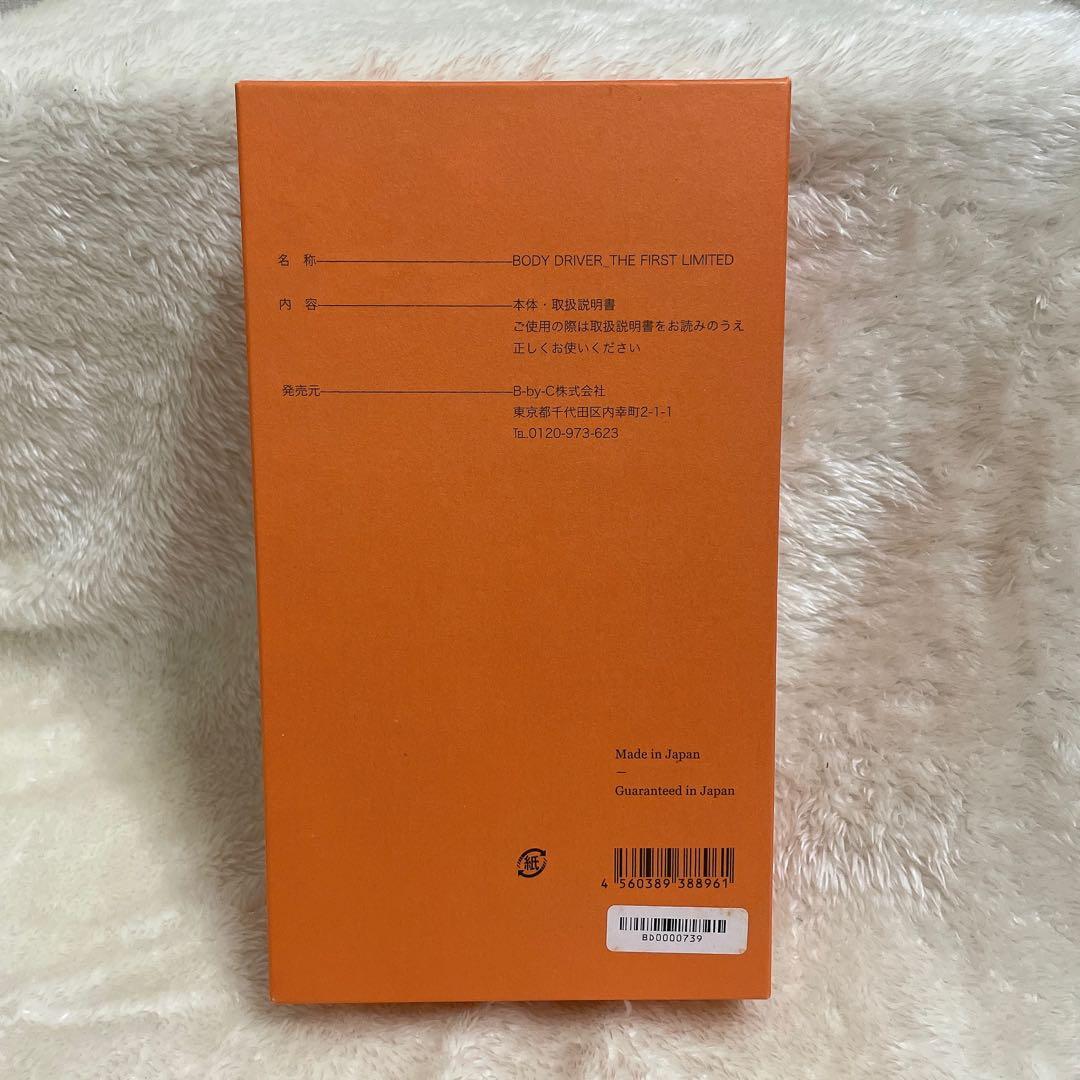 名 称 BODY DRIVER_THE FIRST LIMITED
内 容 本体・取扱説明書
ご使用の際は取扱説明書をお読みのうえ
正しくお使いください
発売元 B-by-C株式会社
東京都千代田区内幸町2-1-1
℡.0120-973-623
Made in Japan
—
Guaranteed in Japan
紙
4 560389 388961
BD0000739